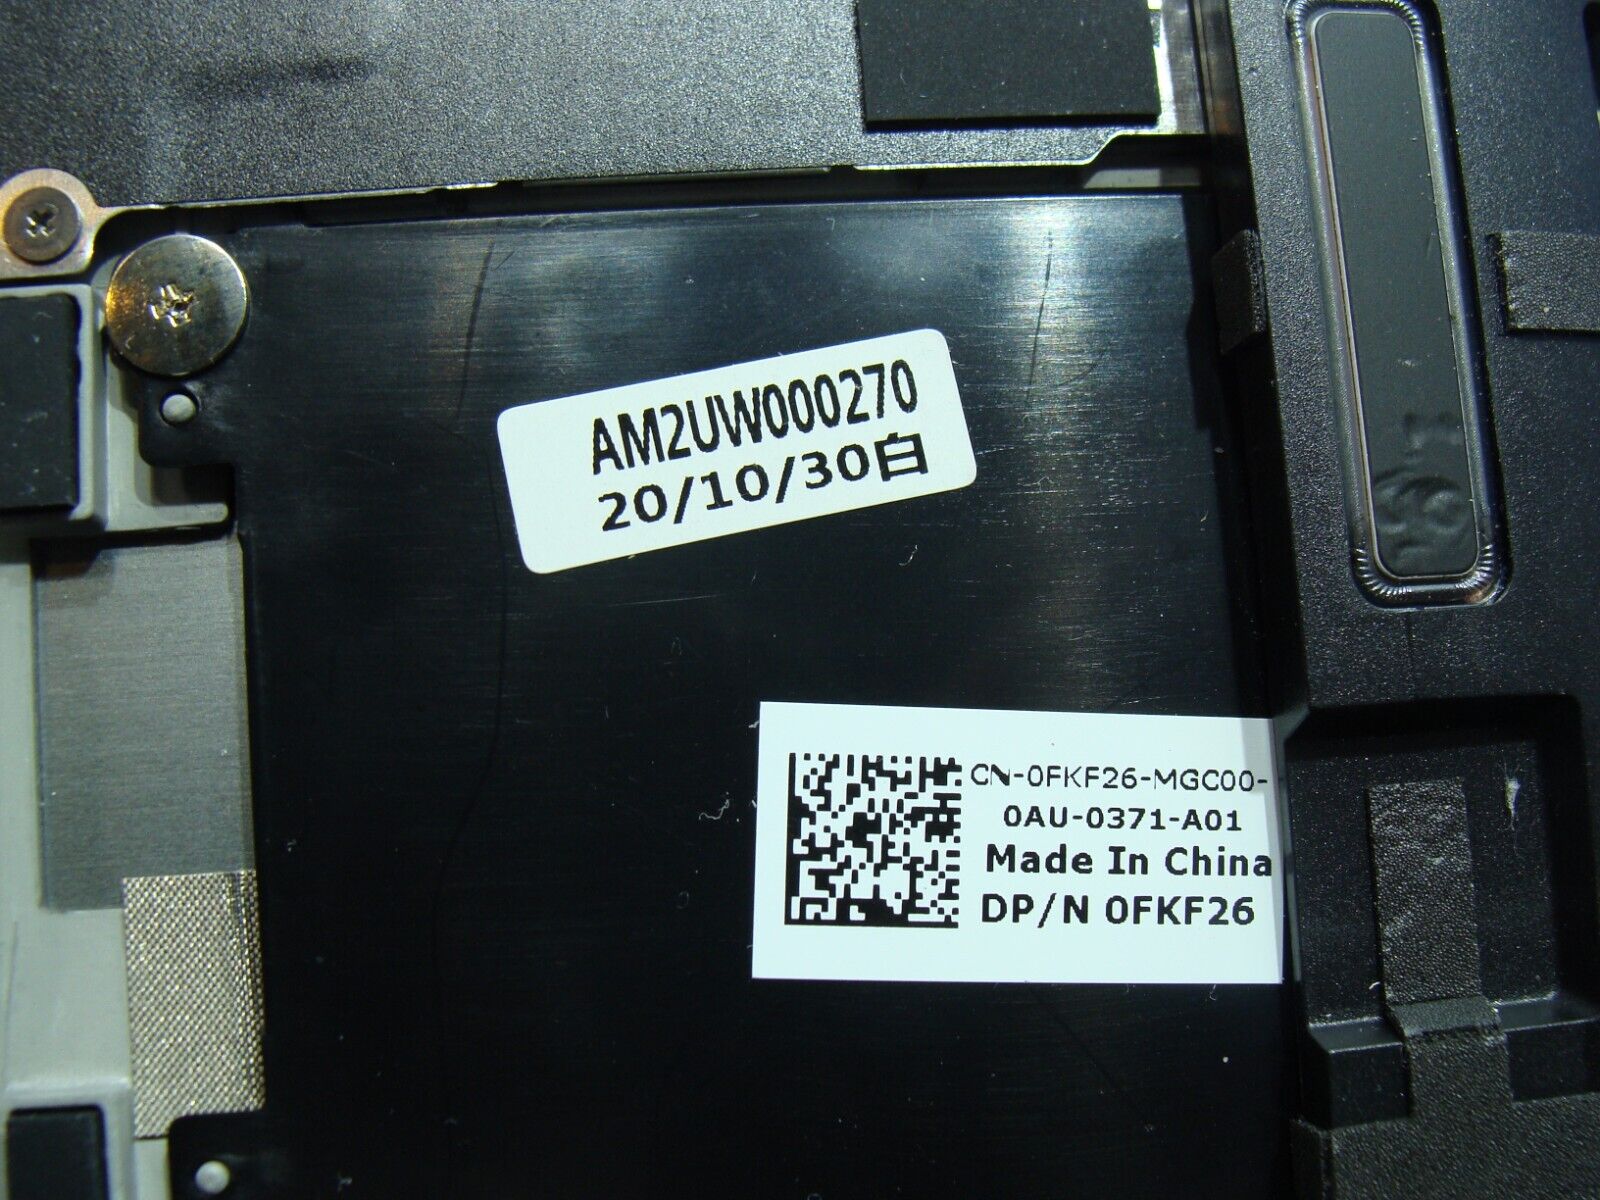 AM2UW000270
20/10/30白
CN-0FKF26-MGC00-
0AU-0371-A01
Made In China
DP/N 0FKF26